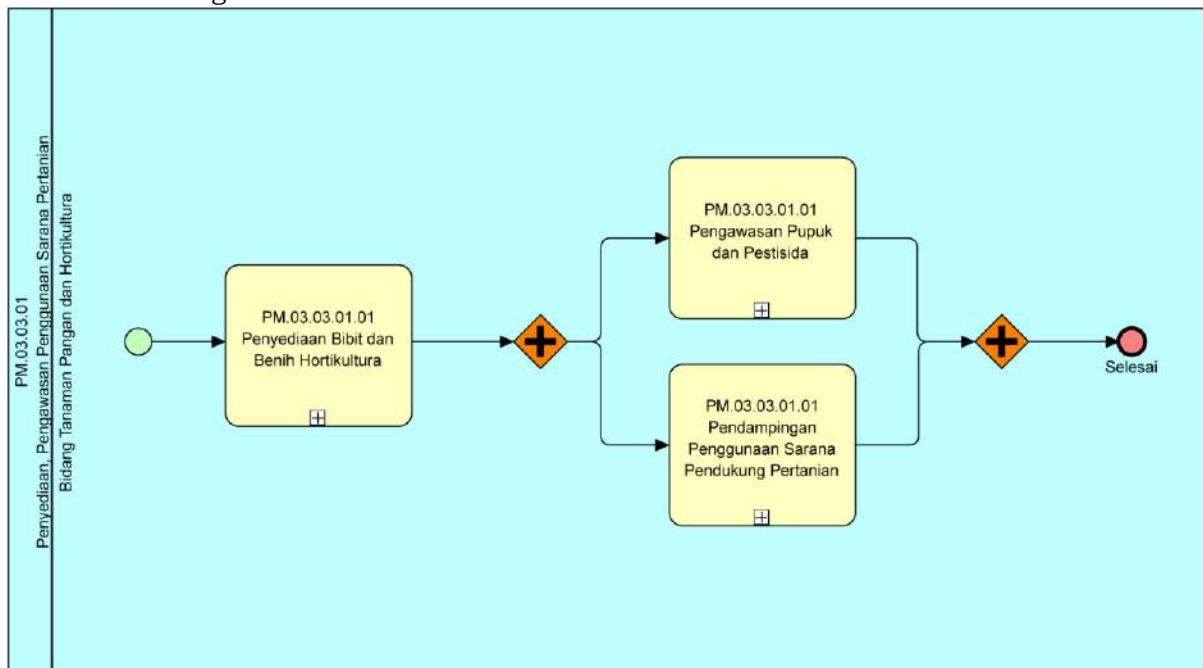 PM.03.03.01
Penyediaan, Pengawasan Penggunaan Sarana Pertanian
Bidang Tanaman Pangan dan Hortikultura
PM.03.03.01.01
Penyediaan Bibit dan
Benih Hortikultura
PM.03.03.01.01
Pengawasan Pupuk
dan Pestisida
PM.03.03.01.01
Pendampingan
Penggunaan Sarana
Pendukung Pertanian
Selesai